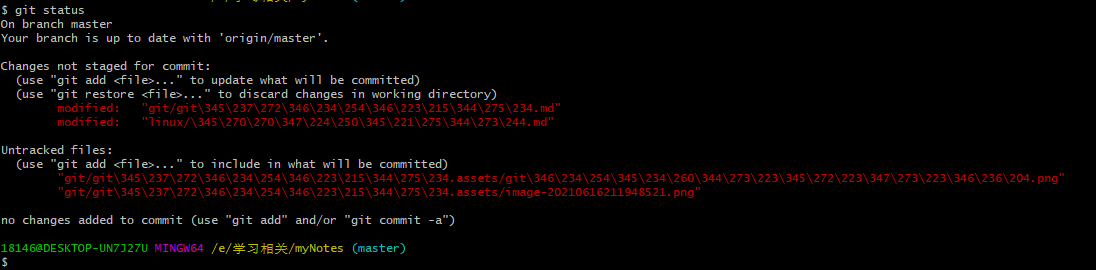 $ git status
On branch master
Your branch is up to date with 'origin/master'.
Changes not staged for commit:
(use "git add <file>..." to update what will be committed)
(use "git restore <file>..." to discard changes in working directory)
modified:   "git/git\345\237\272\346\234\254\346\223\215\344\275\234.md"
modified:   "linux/\345\270\270\347\224\250\345\221\275\344\273\244.md"
Untracked files:
(use "git add <file>..." to include in what will be committed)
"git/git\345\237\272\346\234\254\346\223\215\344\275\234.assets/git\346\234\254\345\234\260\344\273\223\345\272\223\347\273\223\346\236\204.png"
"git/git\345\237\272\346\234\254\346\223\215\344\275\234.assets/image-20210616211948521.png"
no changes added to commit (use "git add" and/or "git commit -a")
18146@DESKTOP-UN7J27U MINGW64 /e/学习相关/myNotes (master)
$